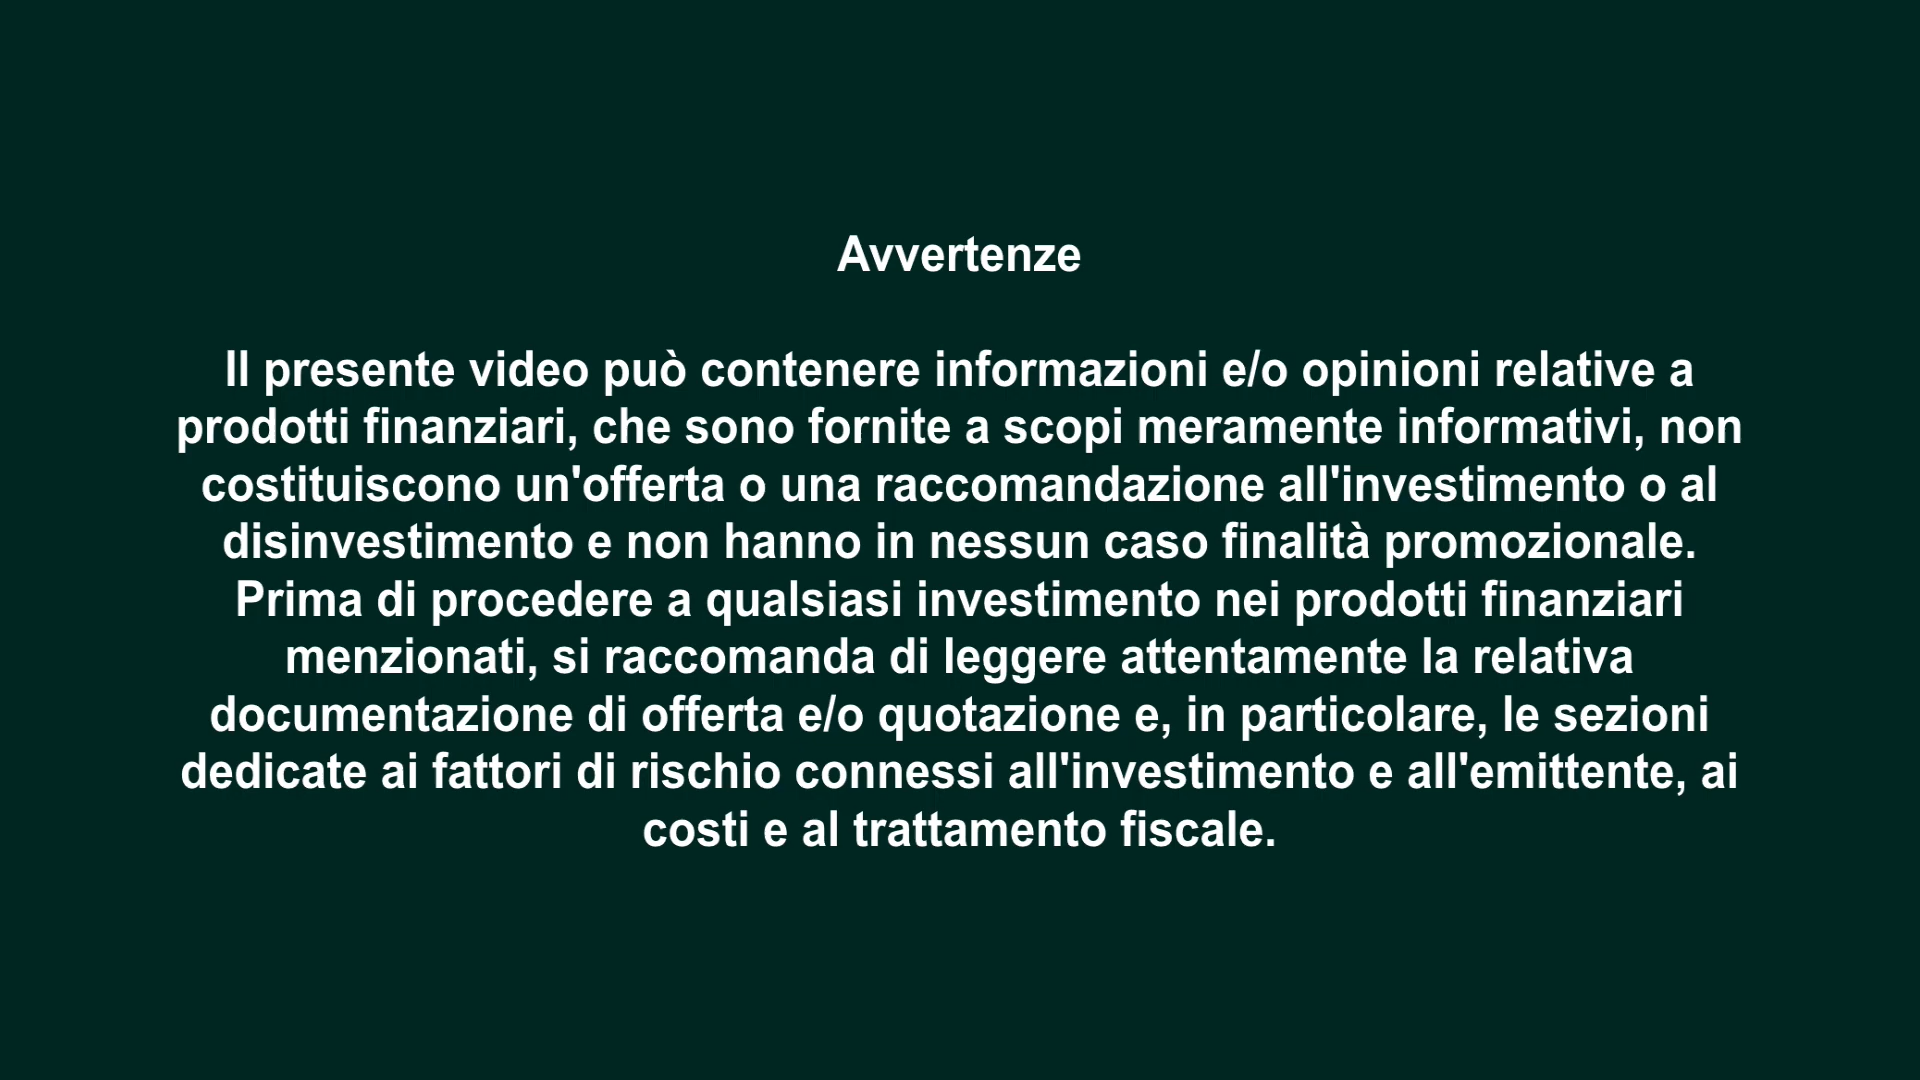 Avvertenze
Il presente video può contenere informazioni e/o opinioni relative a
prodotti finanziari, che sono fornite a scopi meramente informativi, non
costituiscono un'offerta o una raccomandazione all'investimento o al
disinvestimento e non hanno in nessun caso finalità promozionale.
Prima di procedere a qualsiasi investimento nei prodotti finanziari
menzionati, si raccomanda di leggere attentamente la relativa
documentazione di offerta e/o quotazione e, in particolare, le sezioni
dedicate ai fattori di rischio connessi all'investimento e all'emittente, ai
costi e al trattamento fiscale.